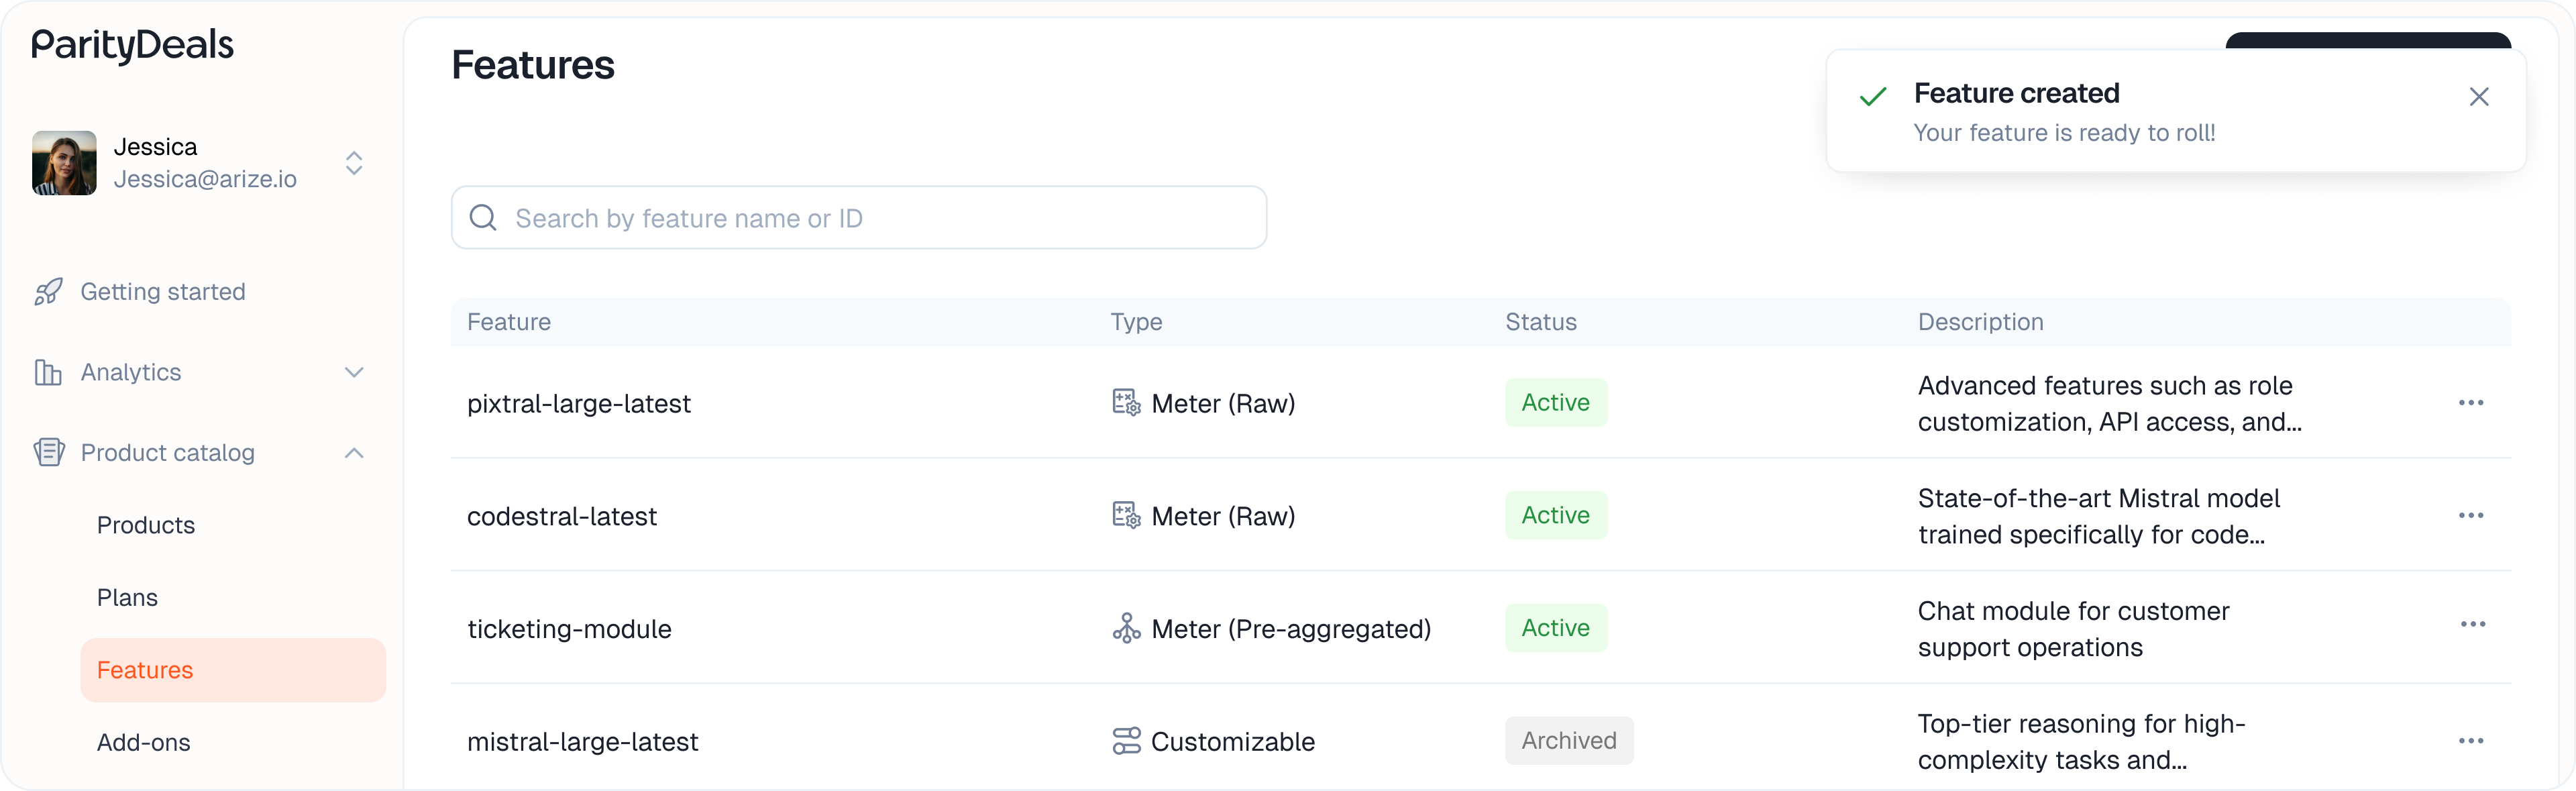 ParityDeals
Jessica
Jessica@arize.io
Getting started
Analytics
Product catalog
Products
Plans
Features
Add-ons
Features
Feature created
Your feature is ready to roll!
Search by feature name or ID
Feature Type Status Description
pixtral-large-latest Meter (Raw) Active Advanced features such as role
customization, API access, and...
codestral-latest Meter (Raw) Active State-of-the-art Mistral model
trained specifically for code...
ticketing-module Meter (Pre-aggregated) Active Chat module for customer
support operations
mistral-large-latest Customizable Archived Top-tier reasoning for high-
complexity tasks and...